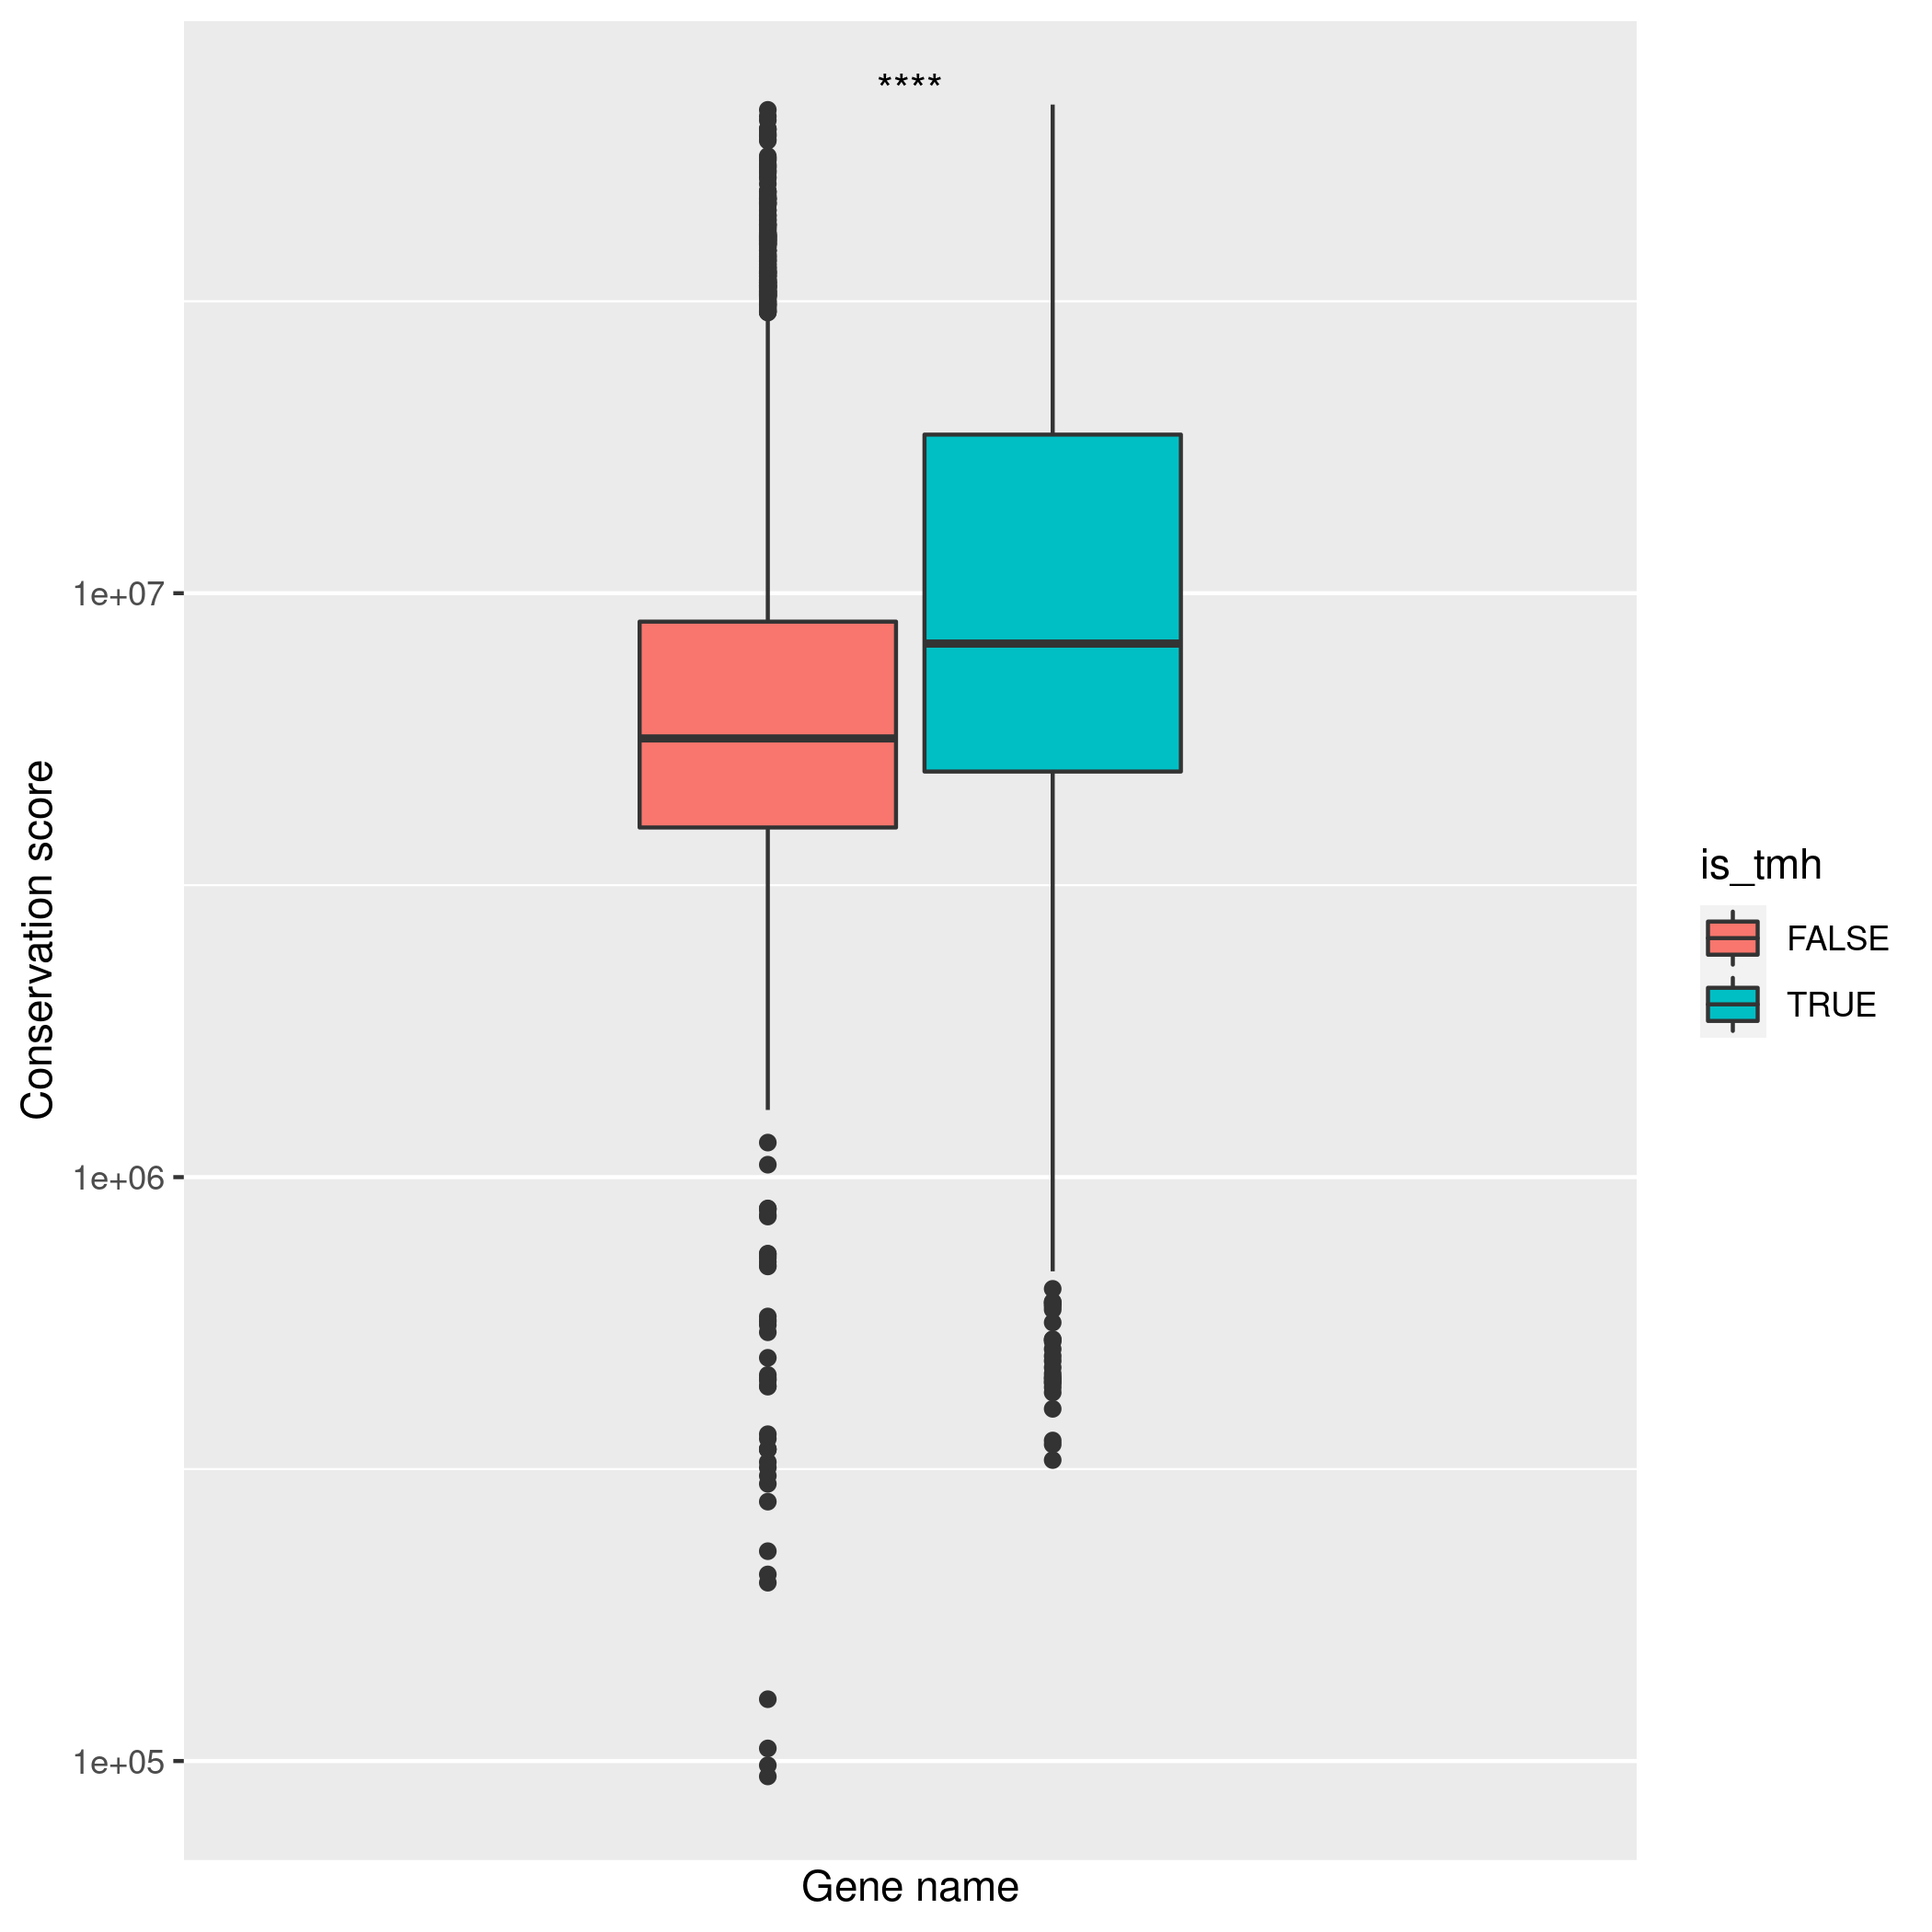 ****
Conservation score
1e+07
1e+06
1e+05
Gene name
is_tmh
FALSE
TRUE